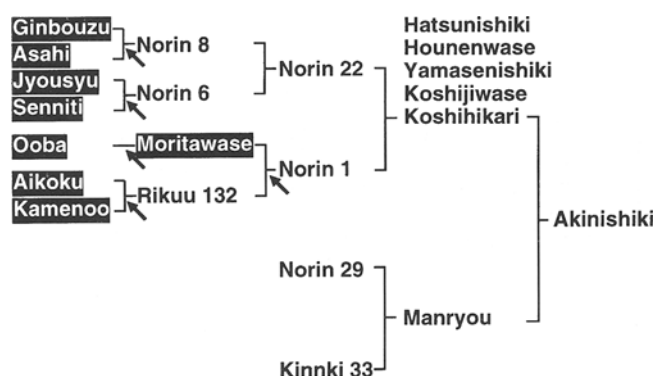 Ginbouzu
Asahi
Norin 8
Jyousyu
Senniti
Norin 6
Norin 22
Ooba
Moritawase
Aikoku
Kamenoo
Rikuu 132
Norin 1
Hatsunishiki
Hounenwase
Yamasenishiki
Koshijiwase
Koshihikari
Norin 29
Kinnki 33
Manryou
Akinishiki